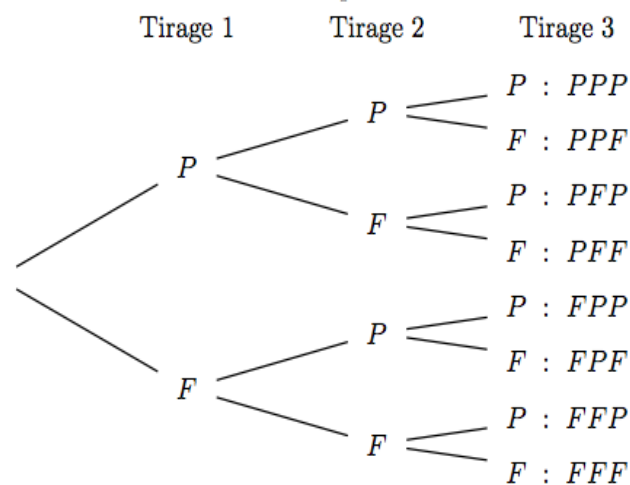 Tirage 1 Tirage 2 Tirage 3
P : PPP
P
F : PPF
P
P : PFP
F
F : PFF
P : FPP
P
F : FPF
F
P : FFP
F
F : FFF